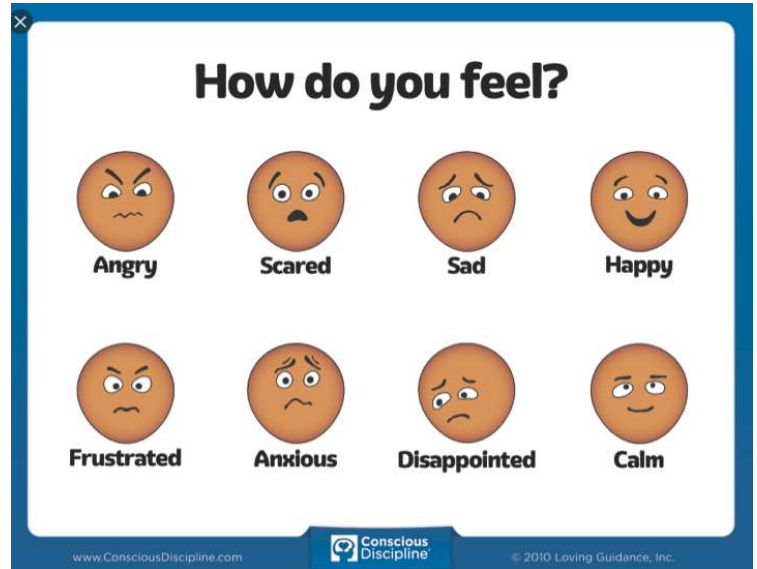 How do you feel?
Angry Scared Sad Happy
Frustrated Anxious Disappointed Calm
www.ConsciousDiscipline.com
Conscious
Discipline®
© 2010 Loving Guidance, Inc.